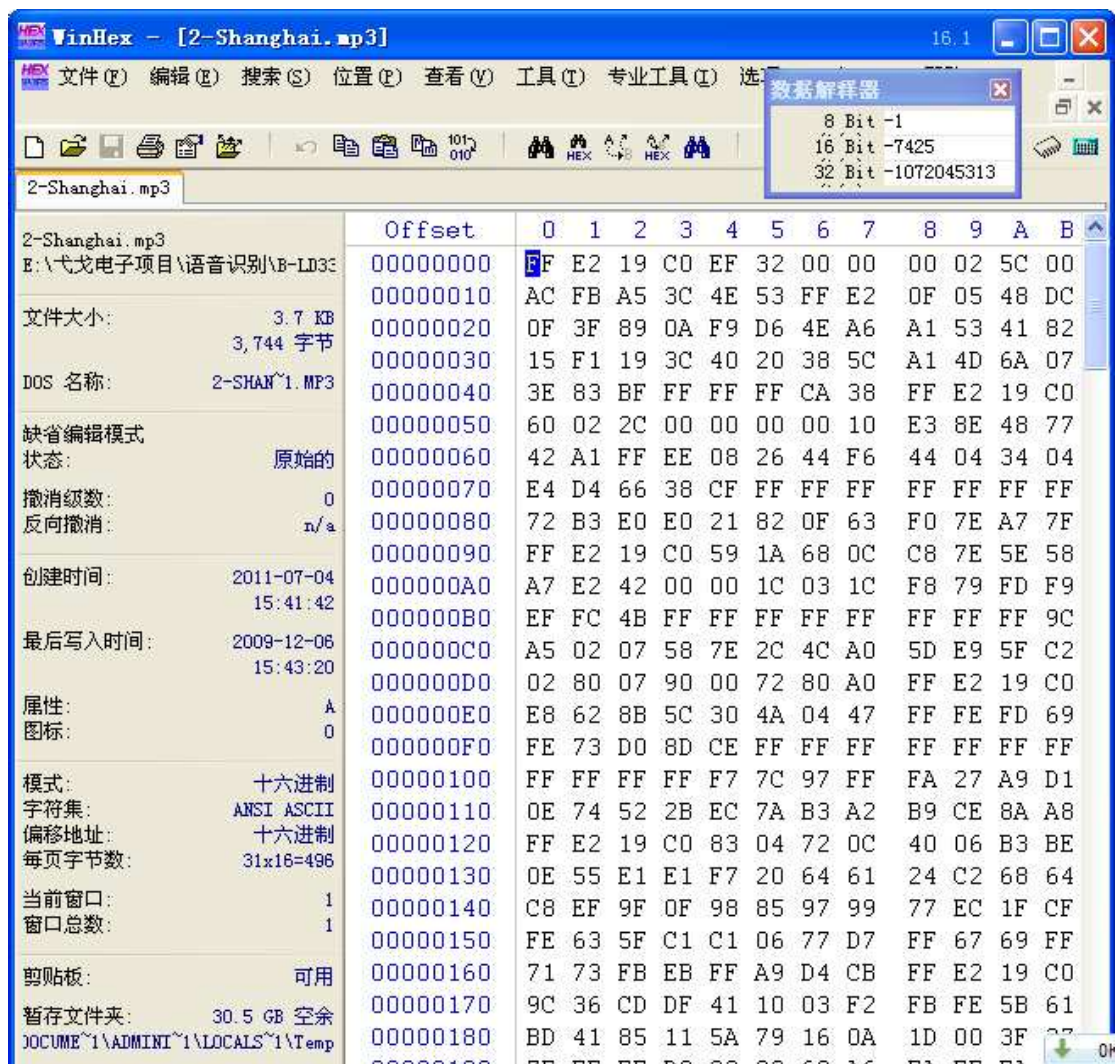 WinHex - [2-Shanghai.mp3] 16.1
文件(F) 编辑(E) 搜索(S) 位置(P) 查看(V) 工具(T) 专业工具(I)
数据解释器
8 Bit -1
16 Bit -7425
32 Bit -1072045313
2-Shanghai.mp3
2-Shanghai.mp3
E:\弋戈电子项目\语音识别\B-LD33
文件大小: 3.7 KB
3,744 字节
DOS 名称: 2-SHAN~1.MP3
缺省编辑模式
状态: 原始的
撤消级数: 0
反向撤消: n/a
创建时间: 2011-07-04
15:41:42
最后写入时间: 2009-12-06
15:43:20
属性: A
图标: 0
模式: 十六进制
字符集: ANSI ASCII
偏移地址: 十六进制
每页字节数: 31x16=496
当前窗口: 1
窗口总数: 1
剪贴板: 可用
暂存文件夹: 30.5 GB 空余
OCUME~1\ADMINI~1\LOCALS~1\Temp
Offset 0 1 2 3 4 5 6 7 8 9 A B
00000000 FF E2 19 C0 EF 32 00 00 00 02 5C 00
00000010 AC FB A5 3C 4E 53 FF E2 0F 05 48 DC
00000020 0F 3F 89 0A F9 D6 4E A6 A1 53 41 82
00000030 15 F1 19 3C 40 20 38 5C A1 4D 6A 07
00000040 3E 83 BF FF FF FF CA 38 FF E2 19 C0
00000050 60 02 2C 00 00 00 00 10 E3 8E 48 77
00000060 42 A1 FF EE 08 26 44 F6 44 04 34 04
00000070 E4 D4 66 38 CF FF FF FF FF FF FF FF
00000080 72 B3 E0 E0 21 82 0F 63 F0 7E A7 7F
00000090 FF E2 19 C0 59 1A 68 0C C8 7E 5E 58
000000A0 A7 E2 42 00 00 1C 03 1C F8 79 FD F9
000000B0 EF FC 4B FF FF FF FF FF FF FF FF 9C
000000C0 A5 02 07 58 7E 2C 4C A0 5D E9 5F C2
000000D0 02 80 07 90 00 72 80 A0 FF E2 19 C0
000000E0 E8 62 8B 5C 30 4A 04 47 FF FE FD 69
000000F0 FE 73 D0 8D CE FF FF FF FF FF FF FF
00000100 FF FF FF FF F7 7C 97 FF FA 27 A9 D1
00000110 0E 74 52 2B EC 7A B3 A2 B9 CE 8A A8
00000120 FF E2 19 C0 83 04 72 0C 40 06 B3 BE
00000130 0E 55 E1 E1 F7 20 64 61 24 C2 68 64
00000140 C8 EF 9F 0F 98 85 97 99 77 EC 1F CF
00000150 FE 63 5F C1 C1 06 77 D7 FF 67 69 FF
00000160 71 73 FB EB FF A9 D4 CB FF E2 19 C0
00000170 9C 36 CD DF 41 10 03 F2 FB FE 5B 61
00000180 BD 41 85 11 5A 79 16 0A 1D 00 3F